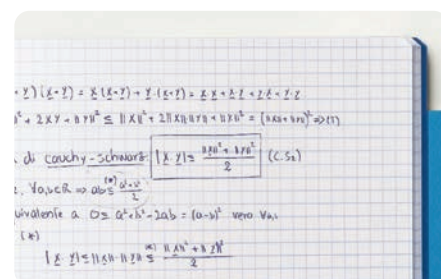 + y)(x+y) = x(x+y) + y·(x+y) = x·x + x·y + y·x + y·y
² + 2xy + ‖y‖² ≤ ‖x‖² + 2‖x‖·‖y‖ + ‖y‖² = (‖x‖+‖y‖)² ⇒ (1)
di cauchy-schwarz: |x·y| ≤ ‖x‖² + ‖y‖² / 2 (C.S2)
∀a,b∈R ⇒ ab ≤ (*) a²+b² / 2
uivalente a 0 ≤ a²+b²-2ab = (a-b)² vero ∀a,
(*)
|x·y| ≤ ‖x‖·‖y‖ ≤ (*) ‖x‖² + ‖y‖² / 2